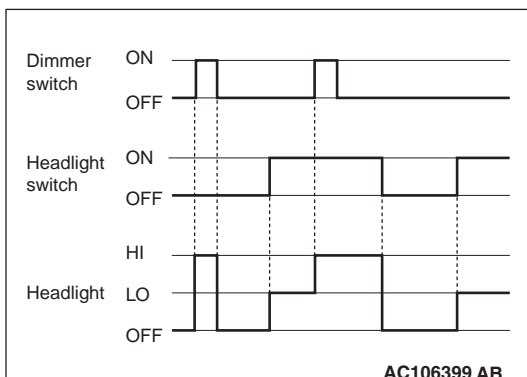 Dimmer switch
ON
OFF
Headlight switch
ON
OFF
Headlight
HI
LO
OFF
AC106399 AB